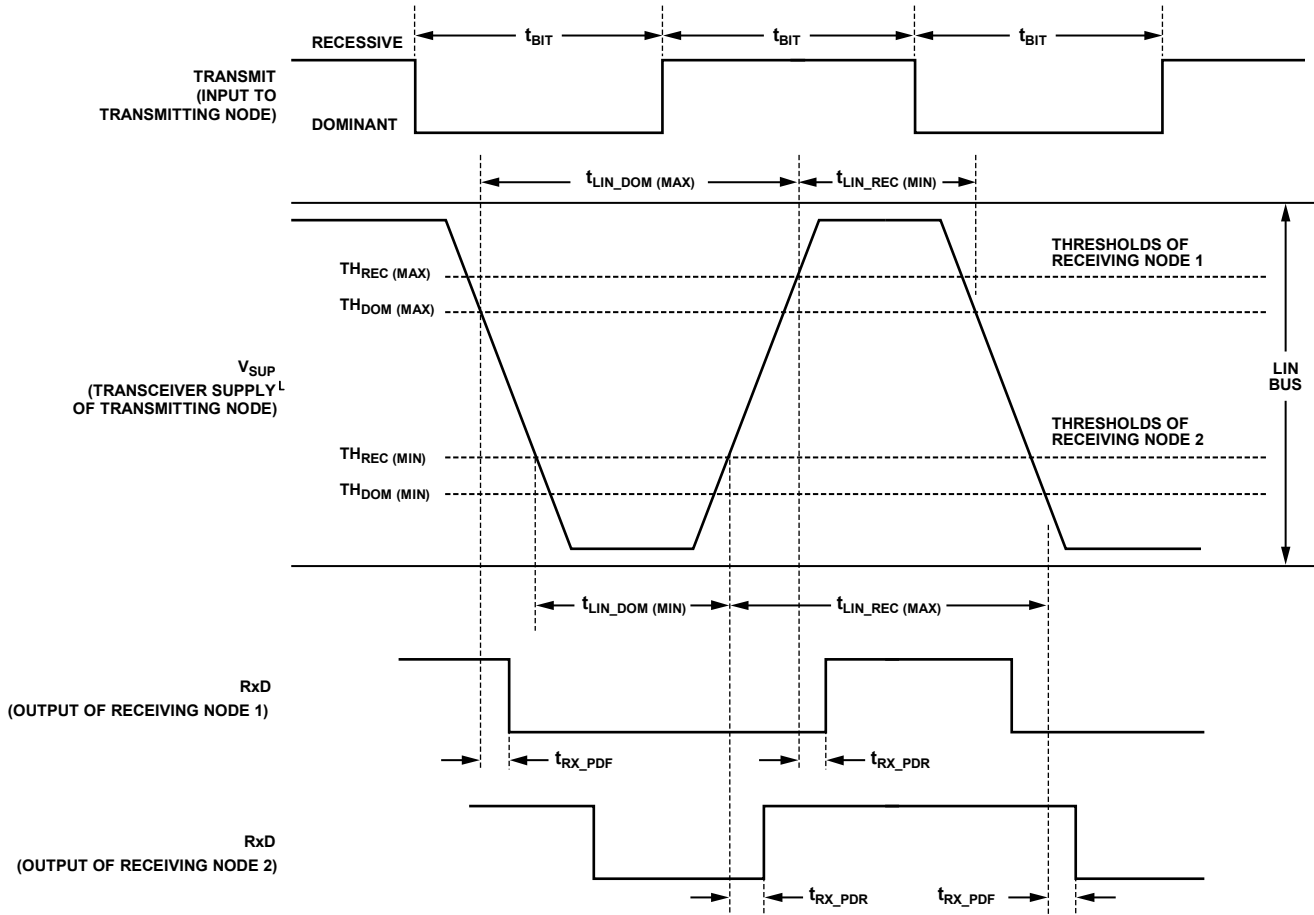 RECESSIVE
t_BIT
t_BIT
t_BIT
TRANSMIT
(INPUT TO
TRANSMITTING NODE)
DOMINANT
t_LIN_DOM (MAX)
t_LIN_REC (MIN)
TH_REC (MAX)
THRESHOLDS OF
RECEIVING NODE 1
TH_DOM (MAX)
V_SUP
(TRANSCEIVER SUPPLY L
OF TRANSMITTING NODE)
LIN
BUS
THRESHOLDS OF
RECEIVING NODE 2
TH_REC (MIN)
TH_DOM (MIN)
t_LIN_DOM (MIN)
t_LIN_REC (MAX)
RxD
(OUTPUT OF RECEIVING NODE 1)
t_RX_PDF
t_RX_PDR
RxD
(OUTPUT OF RECEIVING NODE 2)
t_RX_PDR
t_RX_PDF